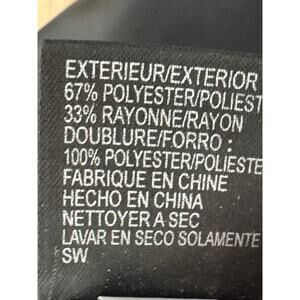 EXTERIEUR/EXTERIOR
67% POLYESTER/POLIEST
33% RAYONNE/RAYON
DOUBLURE/FORRO :
100% POLYESTER/POLIESTE
FABRIQUE EN CHINE
HECHO EN CHINA
NETTOYER A SEC
LAVAR EN SECO SOLAMENTE
SW.